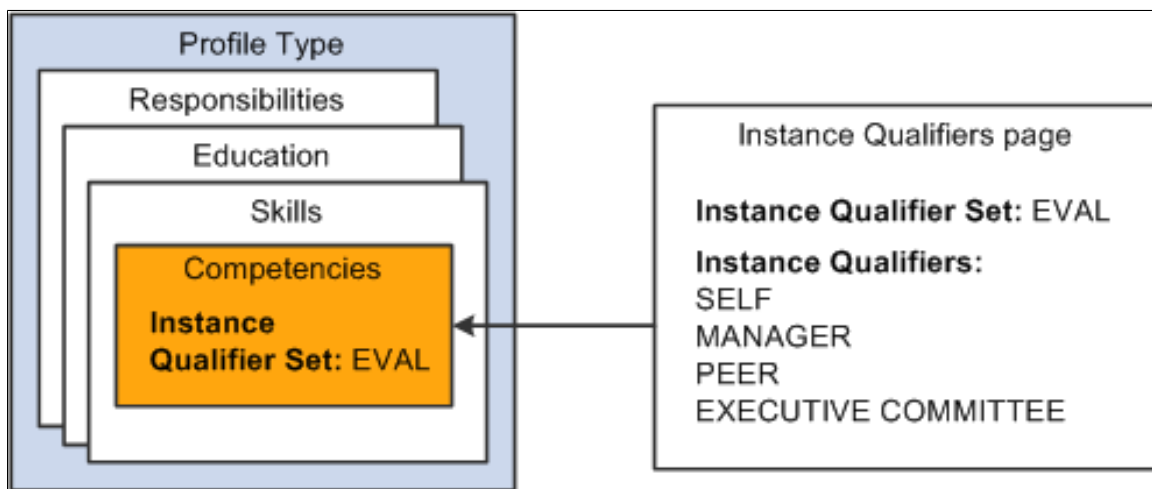 Profile Type
Responsibilities
Education
Skills
Competencies
Instance
Qualifier Set: EVAL
Instance Qualifiers page
Instance Qualifier Set: EVAL
Instance Qualifiers:
SELF
MANAGER
PEER
EXECUTIVE COMMITTEE